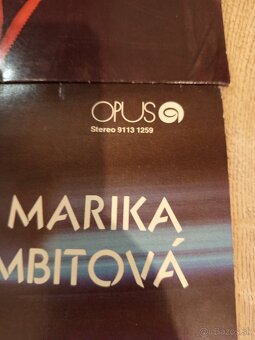 OPUS
Stereo 9113 1259
MARIKA
MBITOVÁ